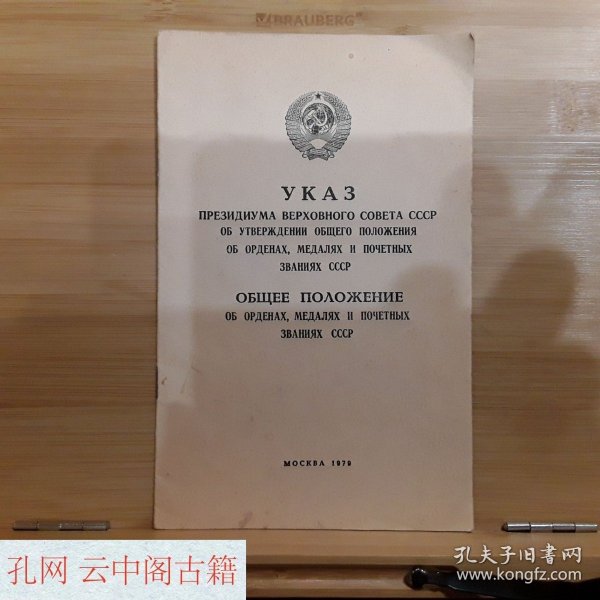 BRAUBERG
УКАЗ
ПРЕЗИДИУМА ВЕРХОВНОГО СОВЕТА СССР
ОБ УТВЕРЖДЕНИИ ОБЩЕГО ПОЛОЖЕНИЯ
ОБ ОРДЕНАХ, МЕДАЛЯХ И ПОЧЕТНЫХ
ЗВАНИЯХ СССР
ОБЩЕЕ ПОЛОЖЕНИЕ
ОБ ОРДЕНАХ, МЕДАЛЯХ И ПОЧЕТНЫХ
ЗВАНИЯХ СССР
МОСКВА 1979
孔网 云中阁古籍
孔夫子旧书网
www.kongfz.com